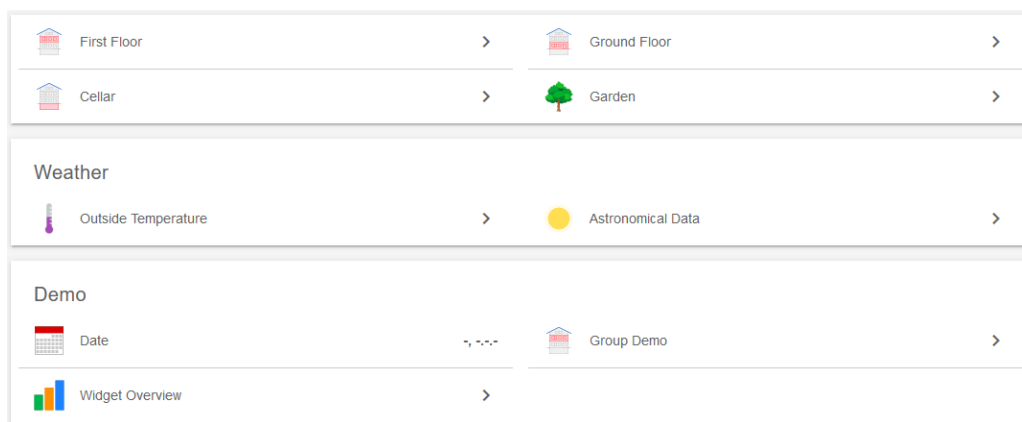 First Floor
Ground Floor
Cellar
Garden
Weather
Outside Temperature
Astronomical Data
Demo
Date
-, -.-.-
Group Demo
Widget Overview